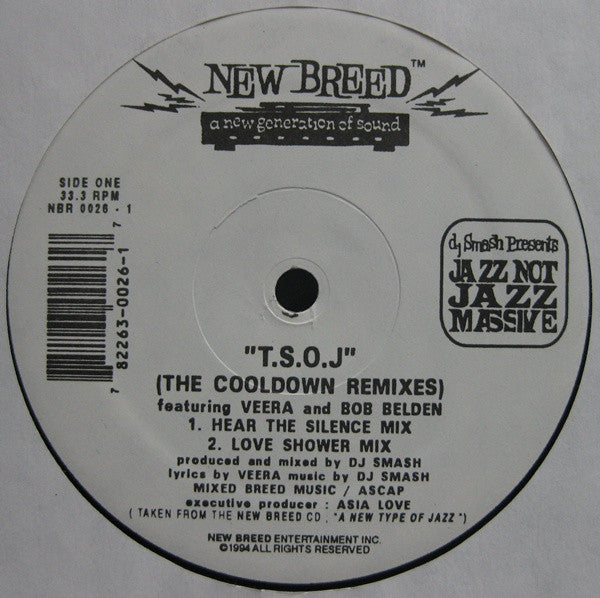 NEW BREED™
a new generation of sound
SIDE ONE
33.3 RPM
NBR 0026 - 1
7 82263-0026-1 7
dj Smash Presents
JAZZ NOT
JAZZ
MASSIVE
"T.S.O.J"
(THE COOLDOWN REMIXES)
featuring VEERA and BOB BELDEN
1. HEAR THE SILENCE MIX
2. LOVE SHOWER MIX
produced and mixed by DJ SMASH
lyrics by VEERA music by DJ SMASH
MIXED BREED MUSIC / ASCAP
executive producer : ASIA LOVE
( TAKEN FROM THE NEW BREED CD, "A NEW TYPE OF JAZZ")
NEW BREED ENTERTAINMENT INC.
©1994 ALL RIGHTS RESERVED